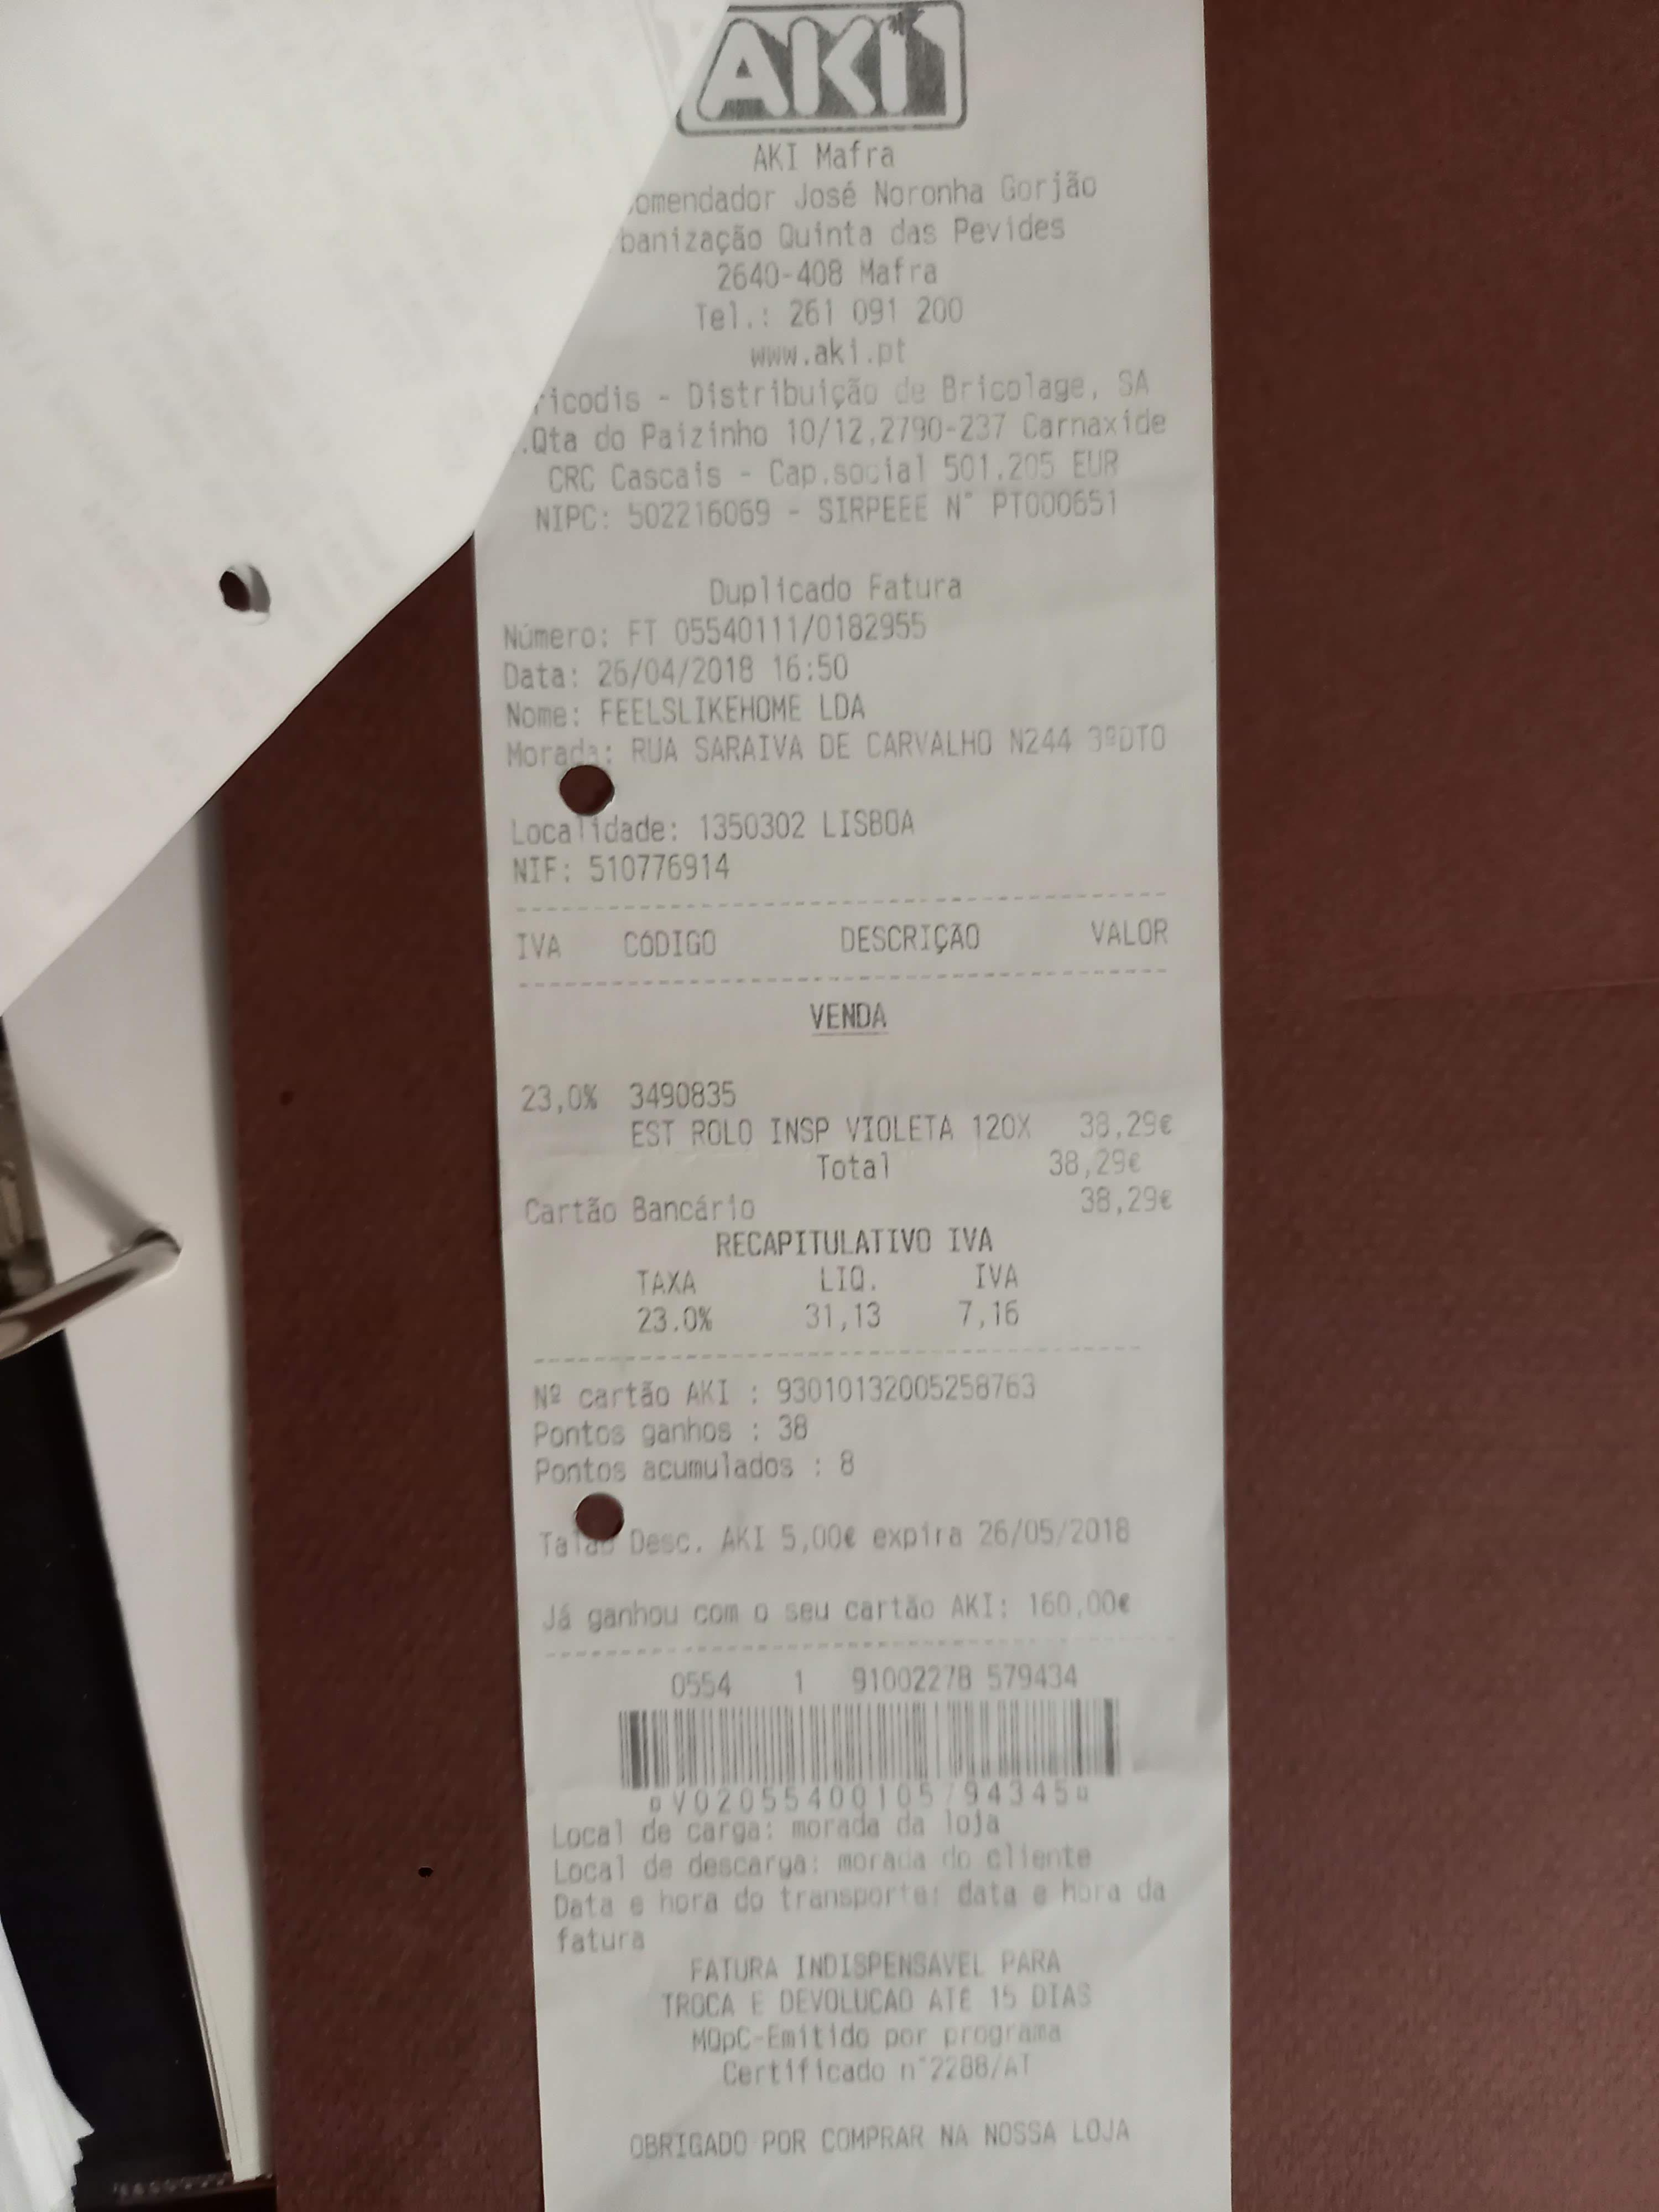 AKI
AKI Mafra
omendador José Noronha Gorjão
banização Quinta das Pevides
2640-408 Mafra
Tel.: 261 091 200
www.aki.pt
ricodis - Distribuição de Bricolage, SA
.Qta do Paizinho 10/12,2790-237 Carnaxide
CRC Cascais - Cap.social 501.205 EUR
NIPC: 502216069 - SIRPEEE N° PT000651
Duplicado Fatura
Número: FT 05540111/0182955
Data: 26/04/2018 16:50
Nome: FEELSLIKEHOME LDA
Morada: RUA SARAIVA DE CARVALHO N244 3ºDTO
Localidade: 1350302 LISBOA
NIF: 510776914
IVA CÓDIGO DESCRIÇÃO VALOR
VENDA
23,0% 3490835
EST ROLO INSP VIOLETA 120X 38,29€
Total 38,29€
Cartão Bancário 38,29€
RECAPITULATIVO IVA
TAXA LIQ. IVA
23.0% 31,13 7,16
Nº cartão AKI : 93010132005258763
Pontos ganhos : 38
Pontos acumulados : 8
Talão Desc. AKI 5,00€ expira 26/05/2018
Já ganhou com o seu cartão AKI: 160,00€
0554 1 91002278 579434
Local de carga: morada da loja
Local de descarga: morada do cliente
Data e hora do transporte: data e hora da
fatura
FATURA INDISPENSAVEL PARA
TROCA E DEVOLUCAO ATE 15 DIAS
MQpC-Emitido por programa
Certificado n°2288/AT
OBRIGADO POR COMPRAR NA NOSSA LOJA